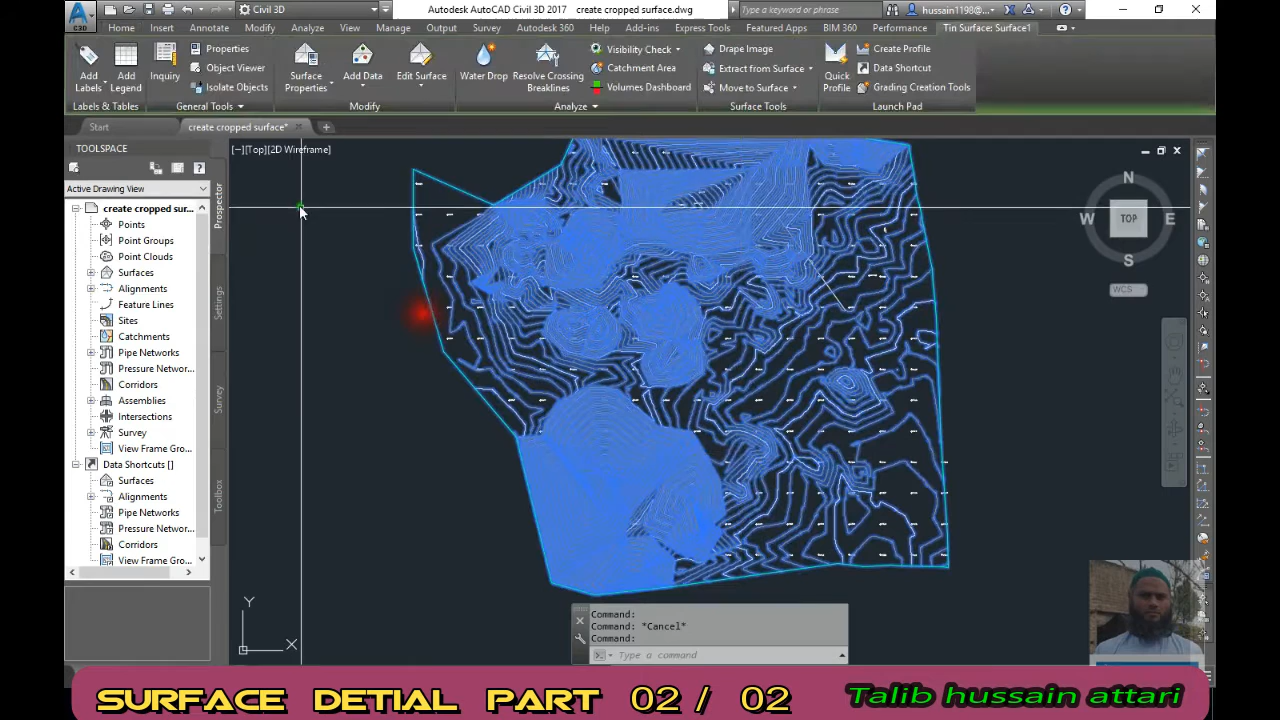 Civil 3D
Autodesk AutoCAD Civil 3D 2017 create cropped surface.dwg
Type a keyword or phrase
hussain1198@...
C3D
Home Insert Annotate Modify Analyze View Manage Output Survey Autodesk 360 Help Add-ins Express Tools Featured Apps BIM 360 Performance Tin Surface: Surface1
Add Labels
Add Legend
Inquiry
Properties
Object Viewer
Isolate Objects
Surface Properties
Add Data
Edit Surface
Water Drop
Resolve Crossing Breaklines
Visibility Check
Catchment Area
Volumes Dashboard
Drape Image
Extract from Surface
Move to Surface
Quick Profile
Create Profile
Data Shortcut
Grading Creation Tools
Labels & Tables General Tools Modify Analyze Surface Tools Launch Pad
Start create cropped surface*
TOOLSPACE
Active Drawing View
create cropped sur...
Points
Point Groups
Point Clouds
Surfaces
Alignments
Feature Lines
Sites
Catchments
Pipe Networks
Pressure Networ...
Corridors
Assemblies
Intersections
Survey
View Frame Gro...
Data Shortcuts []
Surfaces
Alignments
Pipe Networks
Pressure Networ...
Corridors
View Frame Gro...
Prospector
Settings
Survey
Toolbox
[−][Top][2D Wireframe]
N
W TOP E
S
WCS
Y
X
Command:
Command: *Cancel*
Command:
Type a command
SURFACE DETIAL PART 02 / 02
Talib hussain attari